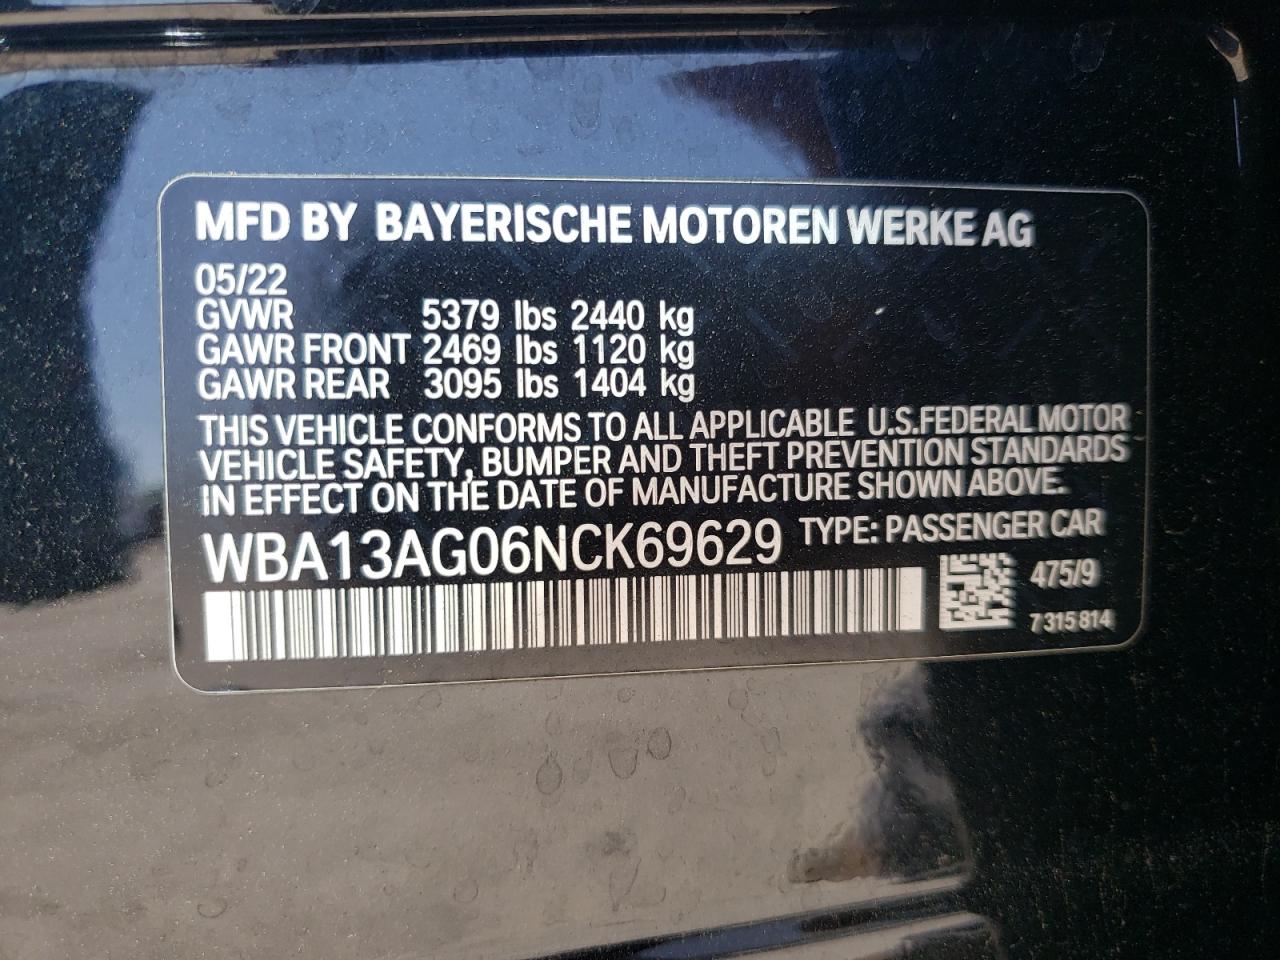 MFD BY BAYERISCHE MOTOREN WERKE AG
05/22
GVWR 5379 lbs 2440 kg
GAWR FRONT 2469 lbs 1120 kg
GAWR REAR 3095 lbs 1404 kg
THIS VEHICLE CONFORMS TO ALL APPLICABLE U.S.FEDERAL MOTOR
VEHICLE SAFETY, BUMPER AND THEFT PREVENTION STANDARDS
IN EFFECT ON THE DATE OF MANUFACTURE SHOWN ABOVE.
WBA13AG06NCK69629 TYPE: PASSENGER CAR
475/9
7 315 814